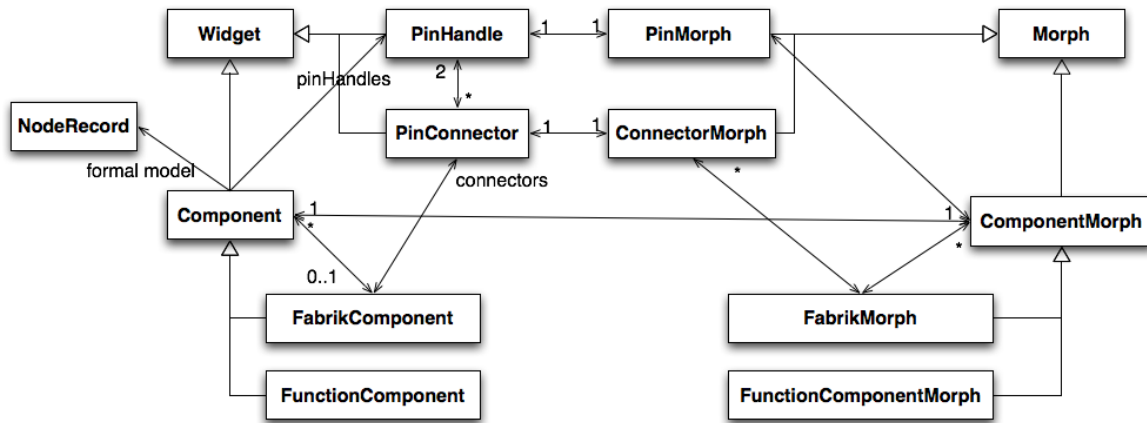 Widget
PinHandle
1
1
PinMorph
Morph
pinHandles
2
*
NodeRecord
PinConnector
1
1
ConnectorMorph
formal model
connectors
*
Component
1
1
ComponentMorph
*
*
0..1
FabrikComponent
FabrikMorph
FunctionComponent
FunctionComponentMorph